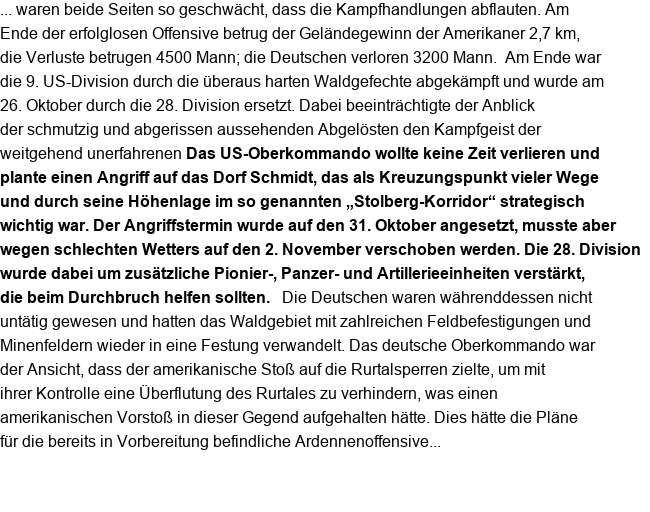 ... waren beide Seiten so geschwächt, dass die Kampfhandlungen abflauten. Am
Ende der erfolglosen Offensive betrug der Geländegewinn der Amerikaner 2,7 km,
die Verluste betrugen 4500 Mann; die Deutschen verloren 3200 Mann.  Am Ende war
die 9. US-Division durch die überaus harten Waldgefechte abgekämpft und wurde am
26. Oktober durch die 28. Division ersetzt. Dabei beeinträchtigte der Anblick
der schmutzig und abgerissen aussehenden Abgelösten den Kampfgeist der
weitgehend unerfahrenen Das US-Oberkommando wollte keine Zeit verlieren und
plante einen Angriff auf das Dorf Schmidt, das als Kreuzungspunkt vieler Wege
und durch seine Höhenlage im so genannten „Stolberg-Korridor“ strategisch
wichtig war. Der Angriffstermin wurde auf den 31. Oktober angesetzt, musste aber
wegen schlechten Wetters auf den 2. November verschoben werden. Die 28. Division
wurde dabei um zusätzliche Pionier-, Panzer- und Artillerieeinheiten verstärkt,
die beim Durchbruch helfen sollten.   Die Deutschen waren währenddessen nicht
untätig gewesen und hatten das Waldgebiet mit zahlreichen Feldbefestigungen und
Minenfeldern wieder in eine Festung verwandelt. Das deutsche Oberkommando war
der Ansicht, dass der amerikanische Stoß auf die Rurtalsperren zielte, um mit
ihrer Kontrolle eine Überflutung des Rurtales zu verhindern, was einen
amerikanischen Vorstoß in dieser Gegend aufgehalten hätte. Dies hätte die Pläne
für die bereits in Vorbereitung befindliche Ardennenoffensive...